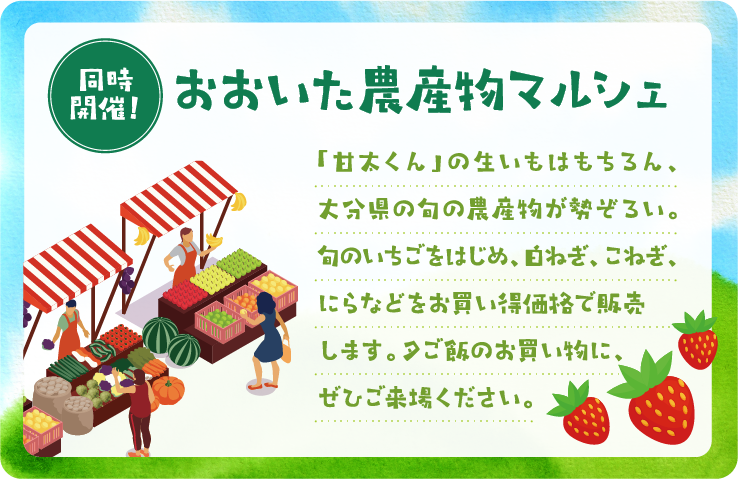 同時
開催！
おおいた農産物マルシェ
「甘太くん」の生いもはもちろん、
大分県の旬の農産物が勢ぞろい。
旬のいちごをはじめ、白ねぎ、こねぎ、
にらなどをお買い得価格で販売
します。夕ご飯のお買い物に、
ぜひご来場ください。